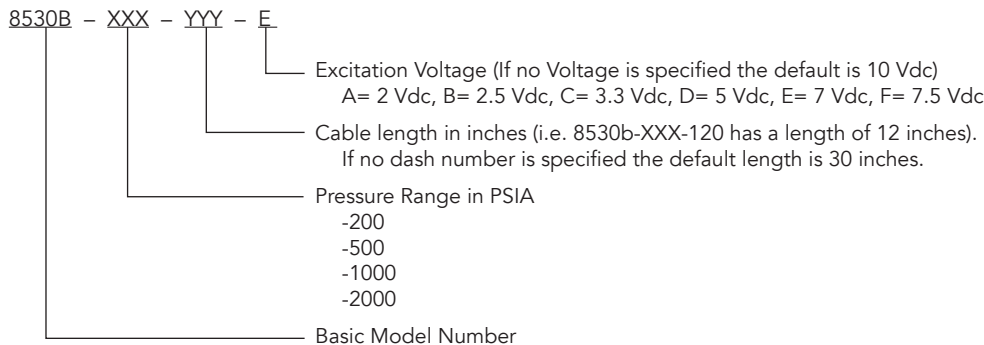 8530B – XXX – YYY – E
Excitation Voltage (If no Voltage is specified the default is 10 Vdc)
A= 2 Vdc, B= 2.5 Vdc, C= 3.3 Vdc, D= 5 Vdc, E= 7 Vdc, F= 7.5 Vdc
Cable length in inches (i.e. 8530b-XXX-120 has a length of 12 inches).
If no dash number is specified the default length is 30 inches.
Pressure Range in PSIA
-200
-500
-1000
-2000
Basic Model Number